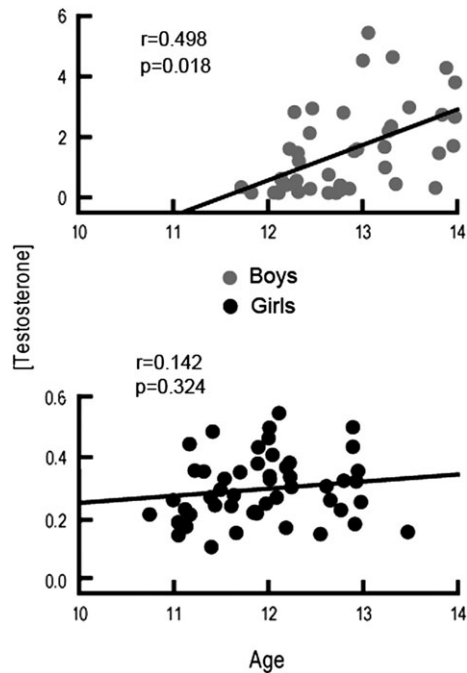 r=0.498
p=0.018
6
4
2
0
10 11 12 13 14
[Testosterone]
Boys
Girls
r=0.142
p=0.324
0.6
0.4
0.2
0.0
10 11 12 13 14
Age